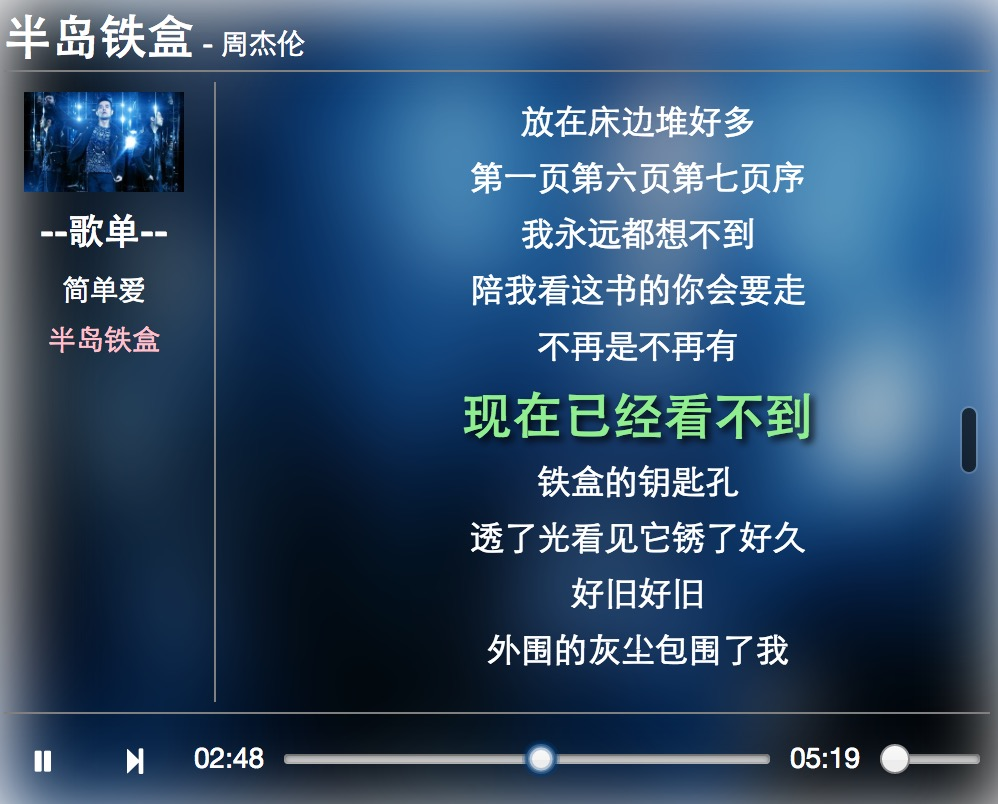 半岛铁盒 - 周杰伦
--歌单--
简单爱
半岛铁盒
放在床边堆好多
第一页第六页第七页序
我永远都想不到
陪我看这书的你会要走
不再是不再有
现在已经看不到
铁盒的钥匙孔
透了光看见它锈了好久
好旧好旧
外围的灰尘包围了我
02:48 05:19